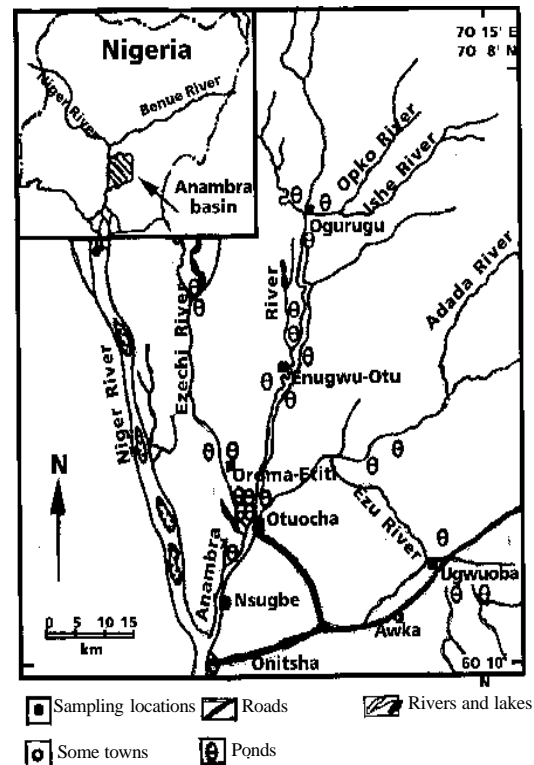 70 15' E
70 8' N
Nigeria
Niger River
Benue River
Anambra
basin
Opko River
Ishe River
Ogurugu
Adada River
River
Ezechi River
Niger River
Enugwu-Otu
N
Oroma-Etiti
Otuocha
Ezu River
Anambra
Ugwuoba
Nsugbe
Awka
0 5 10 15
km
Onitsha
60 10'
N
Sampling locations
Roads
Rivers and lakes
Some towns
Ponds